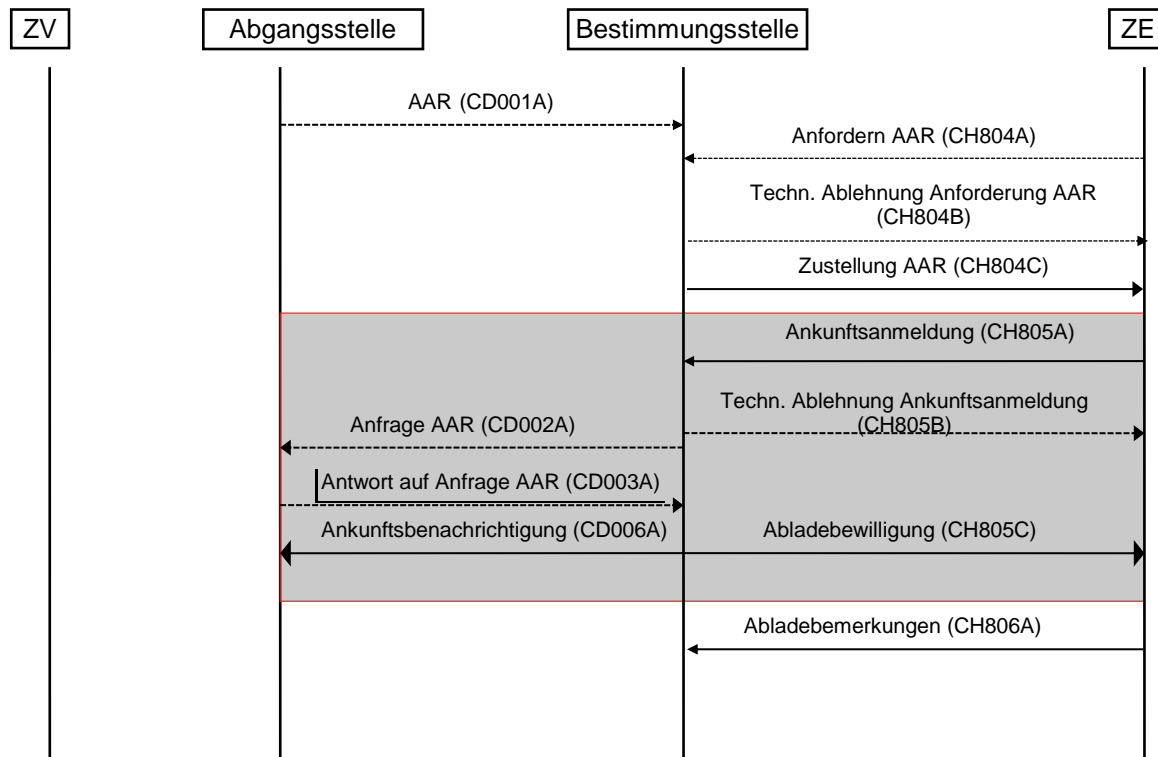 ZV
Abgangsstelle
Bestimmungsstelle
ZE
AAR (CD001A)
Anfordern AAR (CH804A)
Techn. Ablehnung Anforderung AAR
(CH804B)
Zustellung AAR (CH804C)
Ankunftsanmeldung (CH805A)
Techn. Ablehnung Ankunftsanmeldung
(CH805B)
Anfrage AAR (CD002A)
Antwort auf Anfrage AAR (CD003A)
Ankunftsbenachrichtigung (CD006A)
Abladebewilligung (CH805C)
Abladebemerkungen (CH806A)